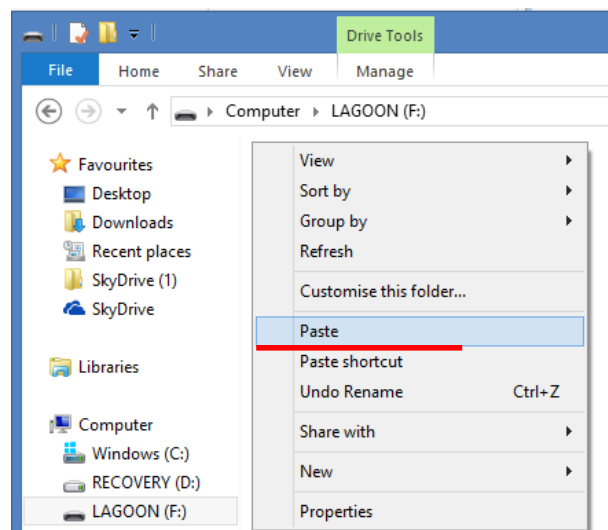 Drive Tools
File Home Share View Manage
Computer LAGOON (F:)
Favourites
Desktop
Downloads
Recent places
SkyDrive (1)
SkyDrive
Libraries
Computer
Windows (C:)
RECOVERY (D:)
LAGOON (F:)
View
Sort by
Group by
Refresh
Customise this folder...
Paste
Paste shortcut
Undo Rename Ctrl+Z
Share with
New
Properties